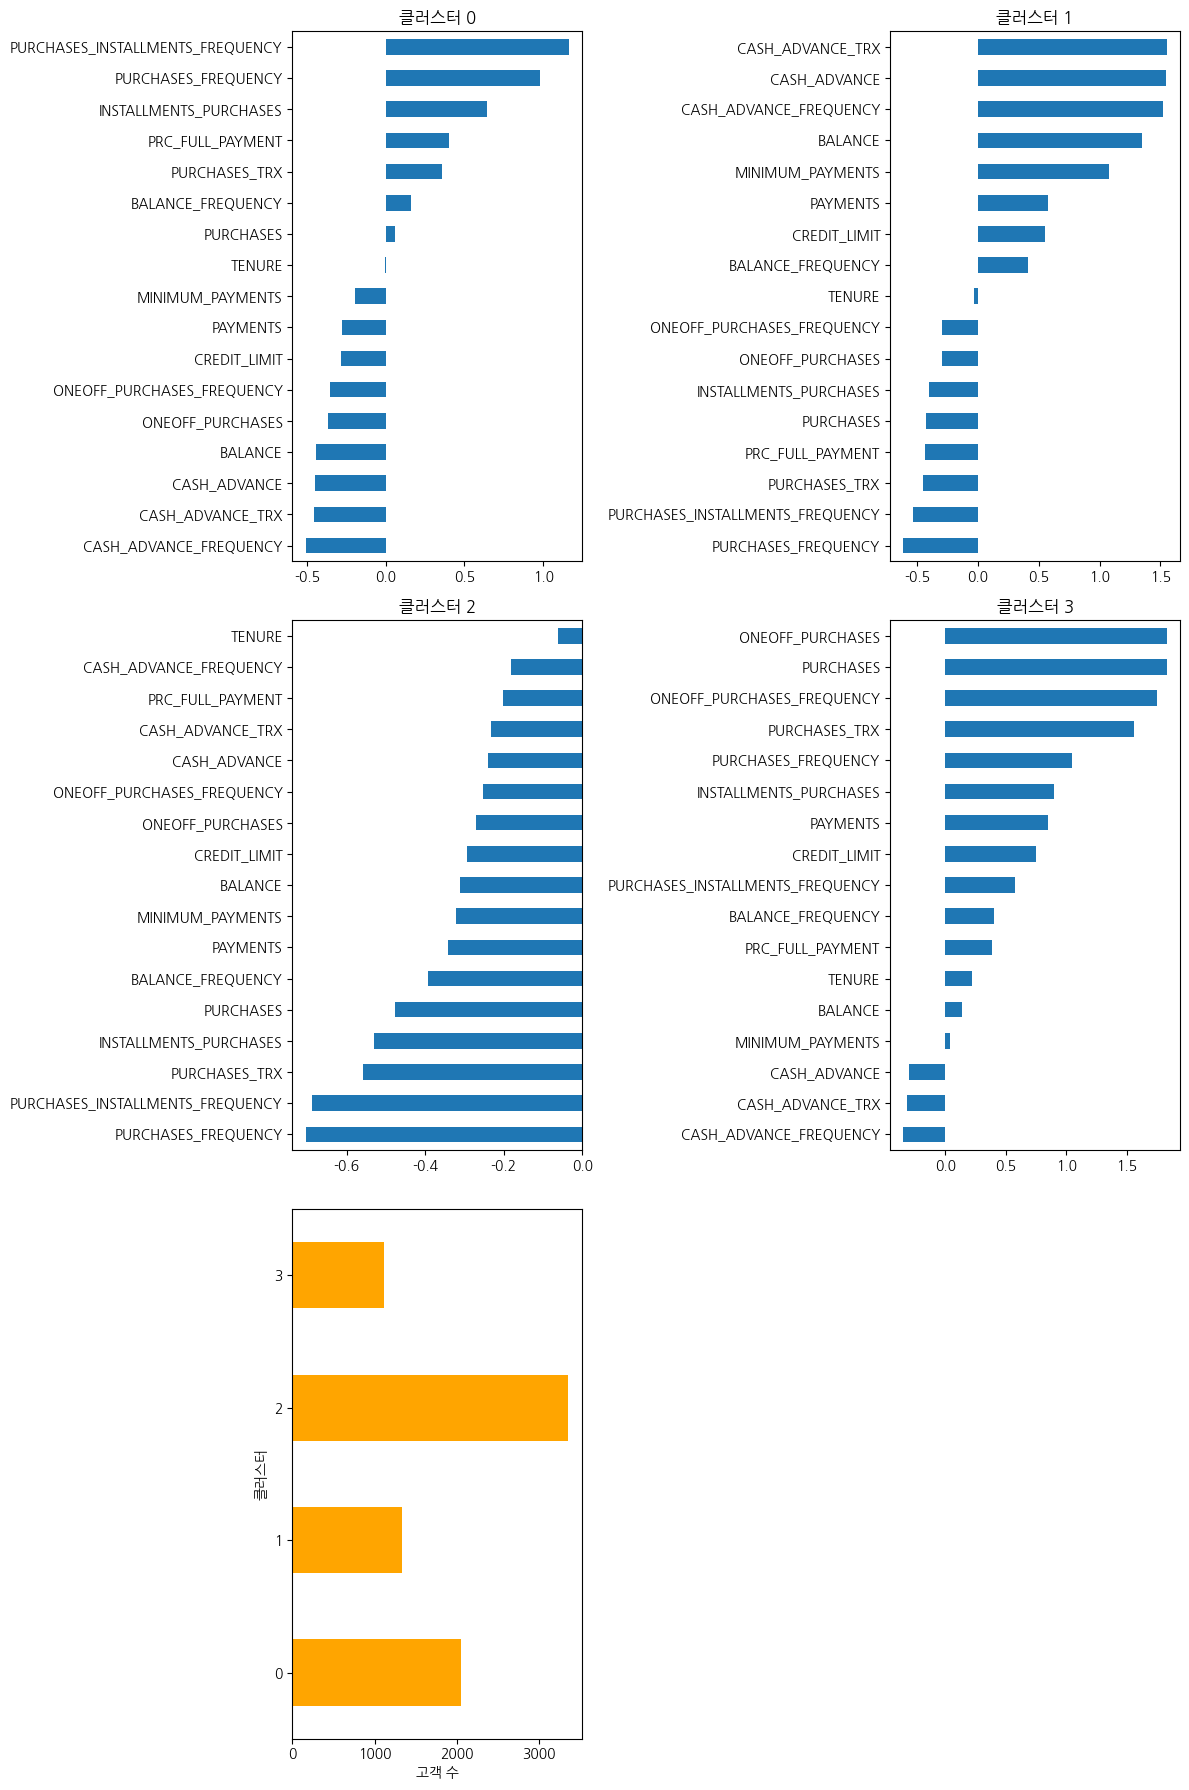 클러스터 0
PURCHASES_INSTALLMENTS_FREQUENCY
PURCHASES_FREQUENCY
INSTALLMENTS_PURCHASES
PRC_FULL_PAYMENT
PURCHASES_TRX
BALANCE_FREQUENCY
PURCHASES
TENURE
MINIMUM_PAYMENTS
PAYMENTS
CREDIT_LIMIT
ONEOFF_PURCHASES_FREQUENCY
ONEOFF_PURCHASES
BALANCE
CASH_ADVANCE
CASH_ADVANCE_TRX
CASH_ADVANCE_FREQUENCY
-0.5 0.0 0.5 1.0
클러스터 1
CASH_ADVANCE_TRX
CASH_ADVANCE
CASH_ADVANCE_FREQUENCY
BALANCE
MINIMUM_PAYMENTS
PAYMENTS
CREDIT_LIMIT
BALANCE_FREQUENCY
TENURE
ONEOFF_PURCHASES_FREQUENCY
ONEOFF_PURCHASES
INSTALLMENTS_PURCHASES
PURCHASES
PRC_FULL_PAYMENT
PURCHASES_TRX
PURCHASES_INSTALLMENTS_FREQUENCY
PURCHASES_FREQUENCY
-0.5 0.0 0.5 1.0 1.5
클러스터 2
TENURE
CASH_ADVANCE_FREQUENCY
PRC_FULL_PAYMENT
CASH_ADVANCE_TRX
CASH_ADVANCE
ONEOFF_PURCHASES_FREQUENCY
ONEOFF_PURCHASES
CREDIT_LIMIT
BALANCE
MINIMUM_PAYMENTS
PAYMENTS
BALANCE_FREQUENCY
PURCHASES
INSTALLMENTS_PURCHASES
PURCHASES_TRX
PURCHASES_INSTALLMENTS_FREQUENCY
PURCHASES_FREQUENCY
-0.6 -0.4 -0.2 0.0
클러스터 3
ONEOFF_PURCHASES
PURCHASES
ONEOFF_PURCHASES_FREQUENCY
PURCHASES_TRX
PURCHASES_FREQUENCY
INSTALLMENTS_PURCHASES
PAYMENTS
CREDIT_LIMIT
PURCHASES_INSTALLMENTS_FREQUENCY
BALANCE_FREQUENCY
PRC_FULL_PAYMENT
TENURE
BALANCE
MINIMUM_PAYMENTS
CASH_ADVANCE
CASH_ADVANCE_TRX
CASH_ADVANCE_FREQUENCY
0.0 0.5 1.0 1.5
클러스터
3
2
1
0
0 1000 2000 3000
고객 수